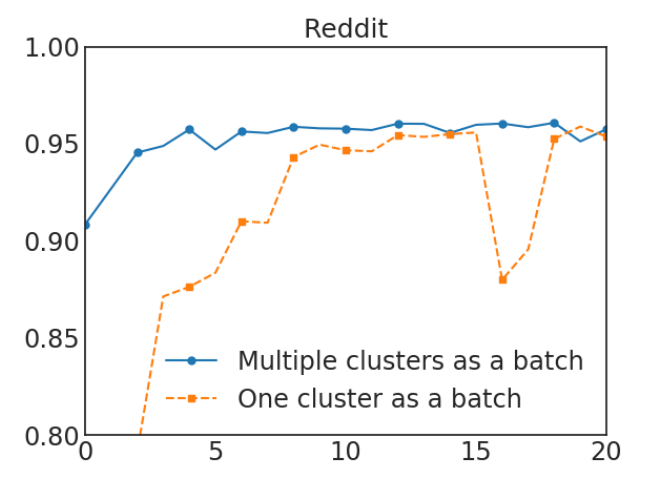 Reddit
1.00
0.95
0.90
0.85
0.80
Multiple clusters as a batch
One cluster as a batch
0 5 10 15 20